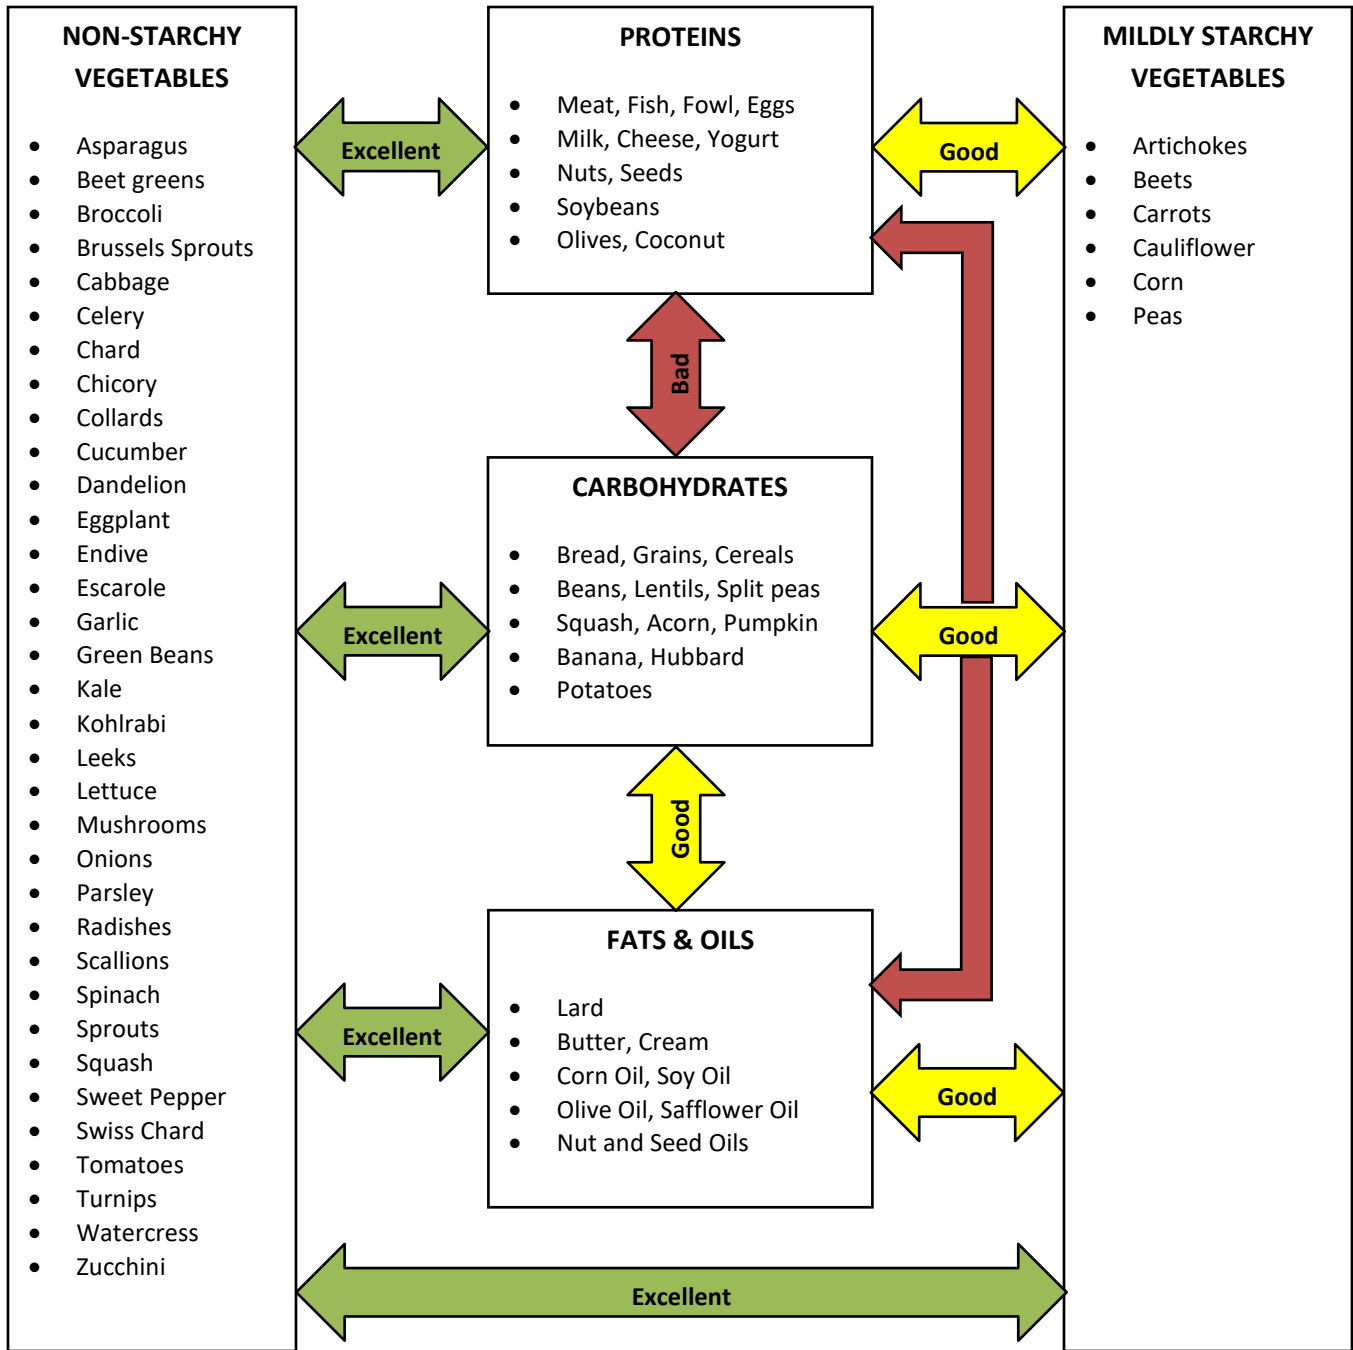 NON-STARCHY
VEGETABLES
• Asparagus
• Beet greens
• Broccoli
• Brussels Sprouts
• Cabbage
• Celery
• Chard
• Chicory
• Collards
• Cucumber
• Dandelion
• Eggplant
• Endive
• Escarole
• Garlic
• Green Beans
• Kale
• Kohlrabi
• Leeks
• Lettuce
• Mushrooms
• Onions
• Parsley
• Radishes
• Scallions
• Spinach
• Sprouts
• Squash
• Sweet Pepper
• Swiss Chard
• Tomatoes
• Turnips
• Watercress
• Zucchini
Excellent
Excellent
Excellent
PROTEINS
• Meat, Fish, Fowl, Eggs
• Milk, Cheese, Yogurt
• Nuts, Seeds
• Soybeans
• Olives, Coconut
Bad
CARBOHYDRATES
• Bread, Grains, Cereals
• Beans, Lentils, Split peas
• Squash, Acorn, Pumpkin
• Banana, Hubbard
• Potatoes
Good
FATS & OILS
• Lard
• Butter, Cream
• Corn Oil, Soy Oil
• Olive Oil, Safflower Oil
• Nut and Seed Oils
Good
Good
Good
MILDLY STARCHY
VEGETABLES
• Artichokes
• Beets
• Carrots
• Cauliflower
• Corn
• Peas
Excellent